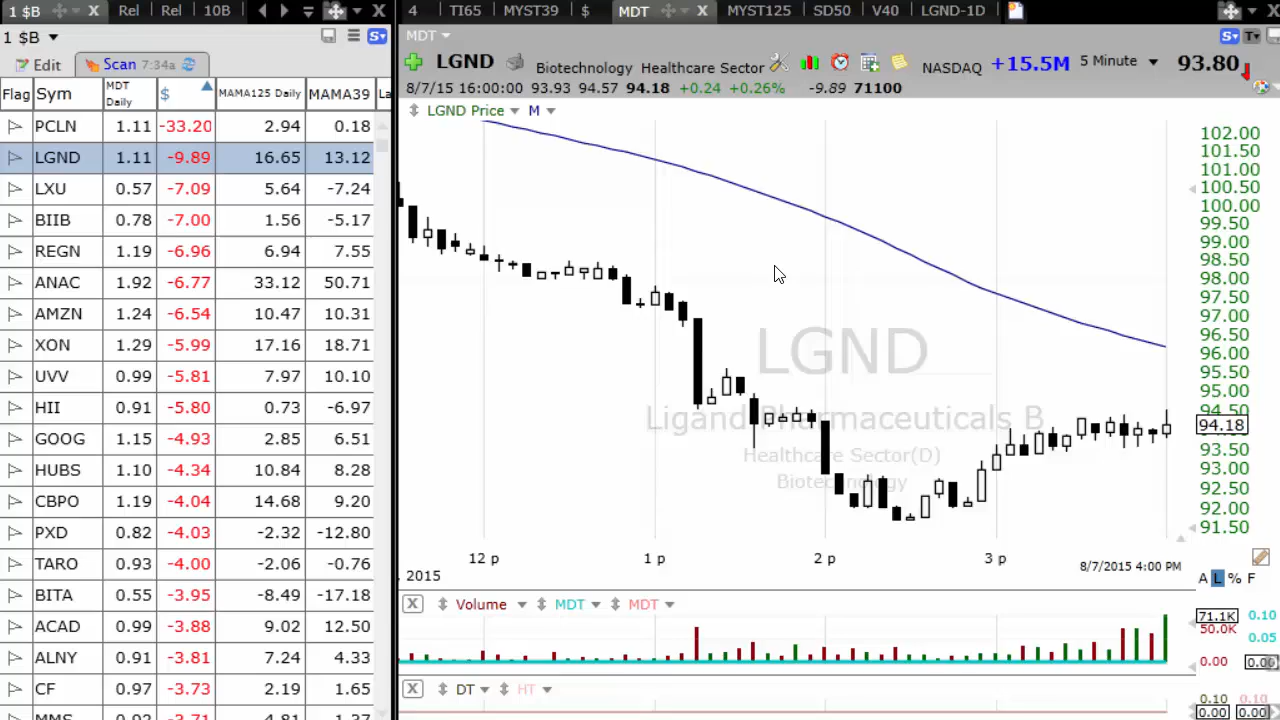 1 $B Rel Rel 10B
4 TI65 MYST39 $ MDT MYST125 SD50 V40 LGND-1D
1 $B S
Edit Scan 7:34a
Flag Sym MDT Daily $ MAMA125 Daily MAMA39 La
PCLN 1.11 -33.20 2.94 0.18
LGND 1.11 -9.89 16.65 13.12
LXU 0.57 -7.09 5.64 -7.24
BIIB 0.78 -7.00 1.56 -5.17
REGN 1.19 -6.96 6.94 7.55
ANAC 1.92 -6.77 33.12 50.71
AMZN 1.24 -6.54 10.47 10.31
XON 1.29 -5.99 17.16 18.71
UVV 0.99 -5.81 7.97 10.10
HII 0.91 -5.80 0.73 -6.97
GOOG 1.15 -4.93 2.85 6.51
HUBS 1.10 -4.34 10.84 8.28
CBPO 1.19 -4.04 14.68 9.20
PXD 0.82 -4.03 -2.32 -12.80
TARO 0.93 -4.00 -2.06 -0.76
BITA 0.55 -3.95 -8.49 -17.18
ACAD 0.99 -3.88 9.02 12.50
ALNY 0.91 -3.81 7.24 4.33
CF 0.97 -3.73 2.19 1.65
MMS 0.92 -3.71 4.81 1.37
MDT S T
LGND Biotechnology Healthcare Sector NASDAQ +15.5M 5 Minute 93.80
8/7/15 16:00:00 93.93 94.57 94.18 +0.24 +0.26% -9.89 71100
LGND Price M
102.00
101.50
101.00
100.50
100.00
99.50
99.00
98.50
98.00
97.50
97.00
96.50
96.00
95.50
95.00
94.50
94.18
93.50
93.00
92.50
92.00
91.50
LGND
Ligand Pharmaceuticals B
Healthcare Sector(D)
Biotechnology
12 p 1 p 2 p 3 p 8/7/2015 4:00 PM
, 2015
A L % F
X Volume MDT MDT
71.1K 0.10
50.0K 0.05
0.00 0.00
X DT HT
0.10 0.10
0.00 0.00